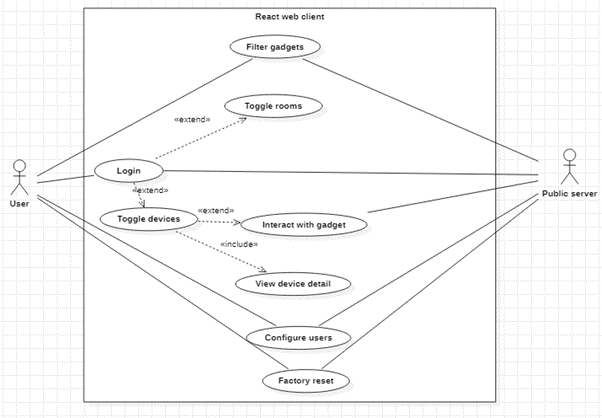 React web client
Filter gadgets
Toggle rooms
«extend»
Login
User
Public server
«extend»
Toggle devices
«extend»
Interact with gadget
«include»
View device detail
Configure users
Factory reset